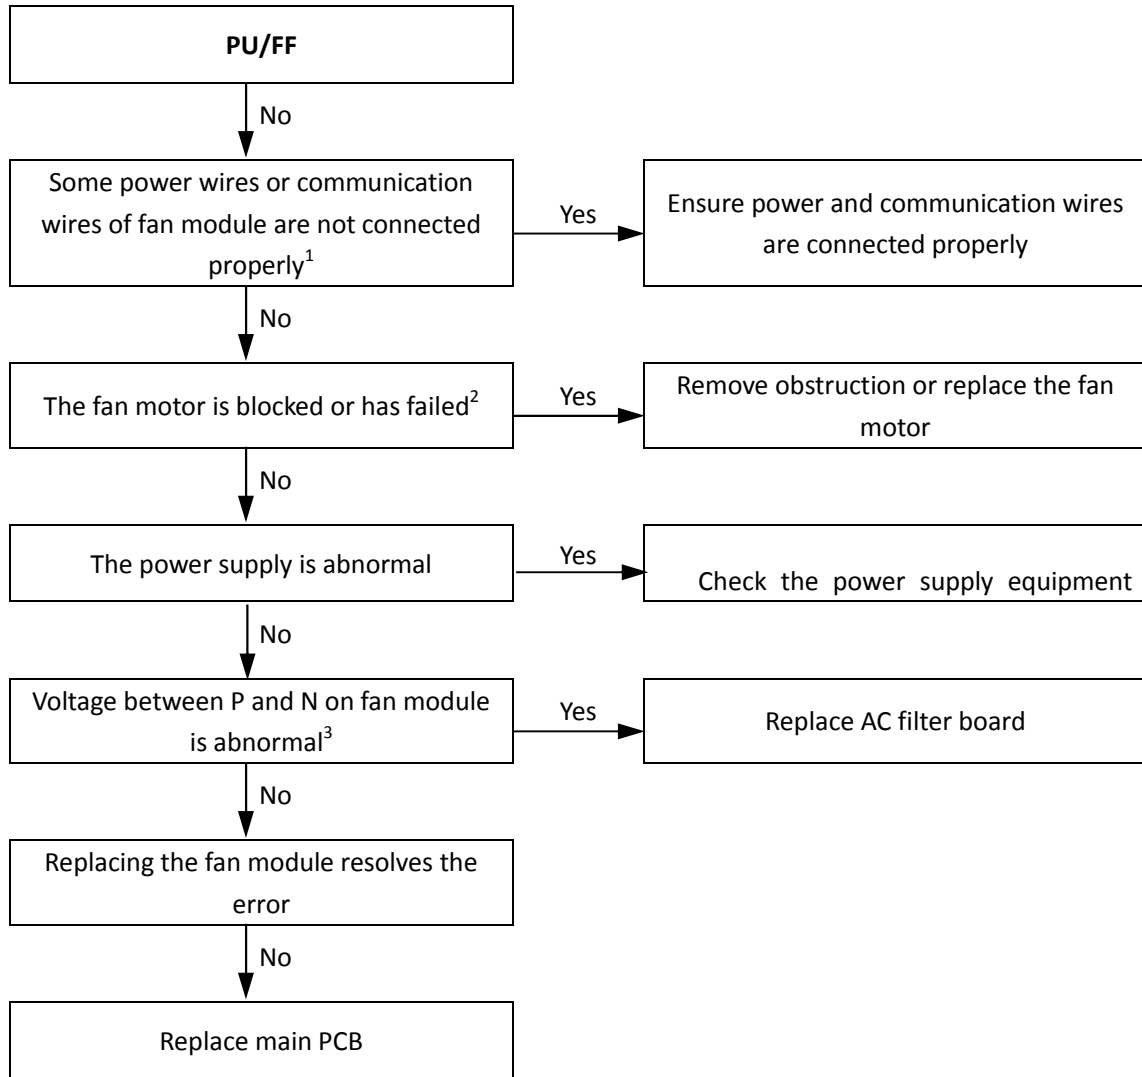 PU/FF
No
Some power wires or communication
wires of fan module are not connected
properly1
Yes
Ensure power and communication wires
are connected properly
No
The fan motor is blocked or has failed2
Yes
Remove obstruction or replace the fan
motor
No
The power supply is abnormal
Yes
Check the power supply equipment
No
Voltage between P and N on fan module
is abnormal3
Yes
Replace AC filter board
No
Replacing the fan module resolves the
error
No
Replace main PCB